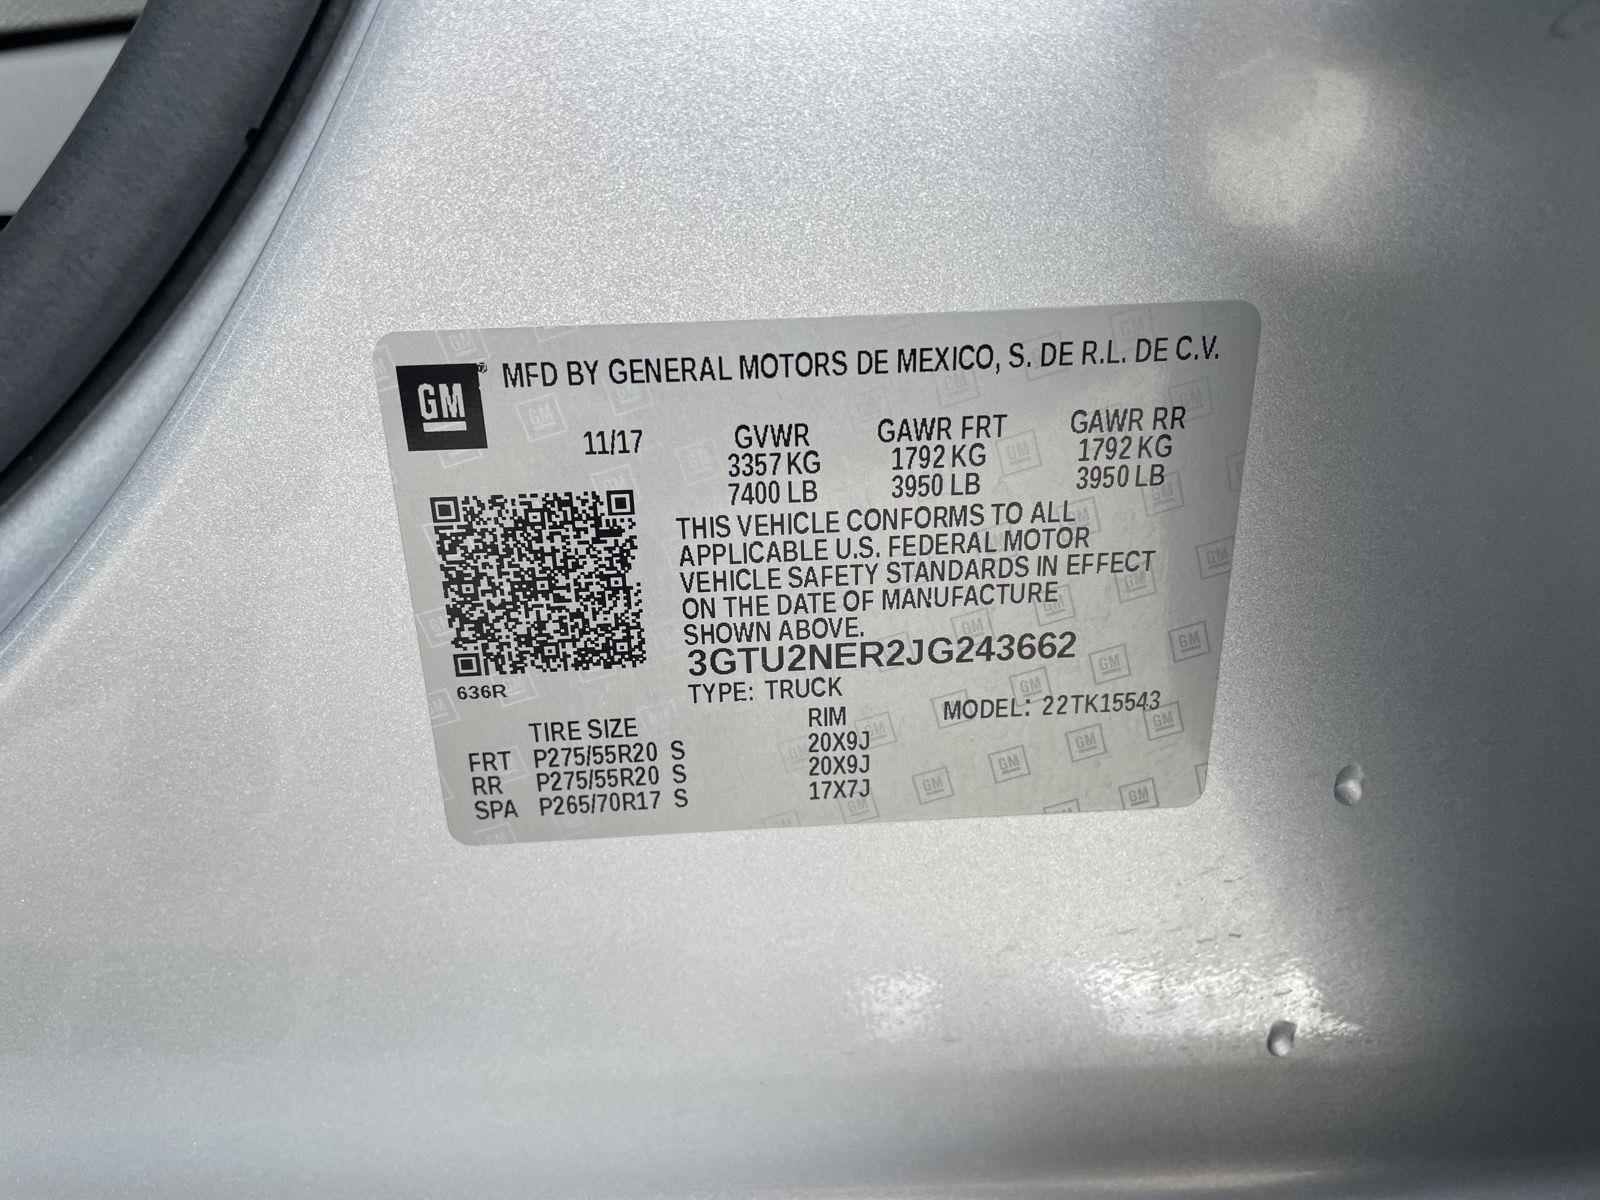 GM® MFD BY GENERAL MOTORS DE MEXICO, S. DE R.L. DE C.V.
11/17 GVWR GAWR FRT GAWR RR
3357 KG 1792 KG 1792 KG
7400 LB 3950 LB 3950 LB
THIS VEHICLE CONFORMS TO ALL
APPLICABLE U.S. FEDERAL MOTOR
VEHICLE SAFETY STANDARDS IN EFFECT
ON THE DATE OF MANUFACTURE
SHOWN ABOVE.
3GTU2NER2JG243662
636R
TYPE: TRUCK MODEL: 22TK15543
TIRE SIZE RIM
FRT P275/55R20 S 20X9J
RR P275/55R20 S 20X9J
SPA P265/70R17 S 17X7J